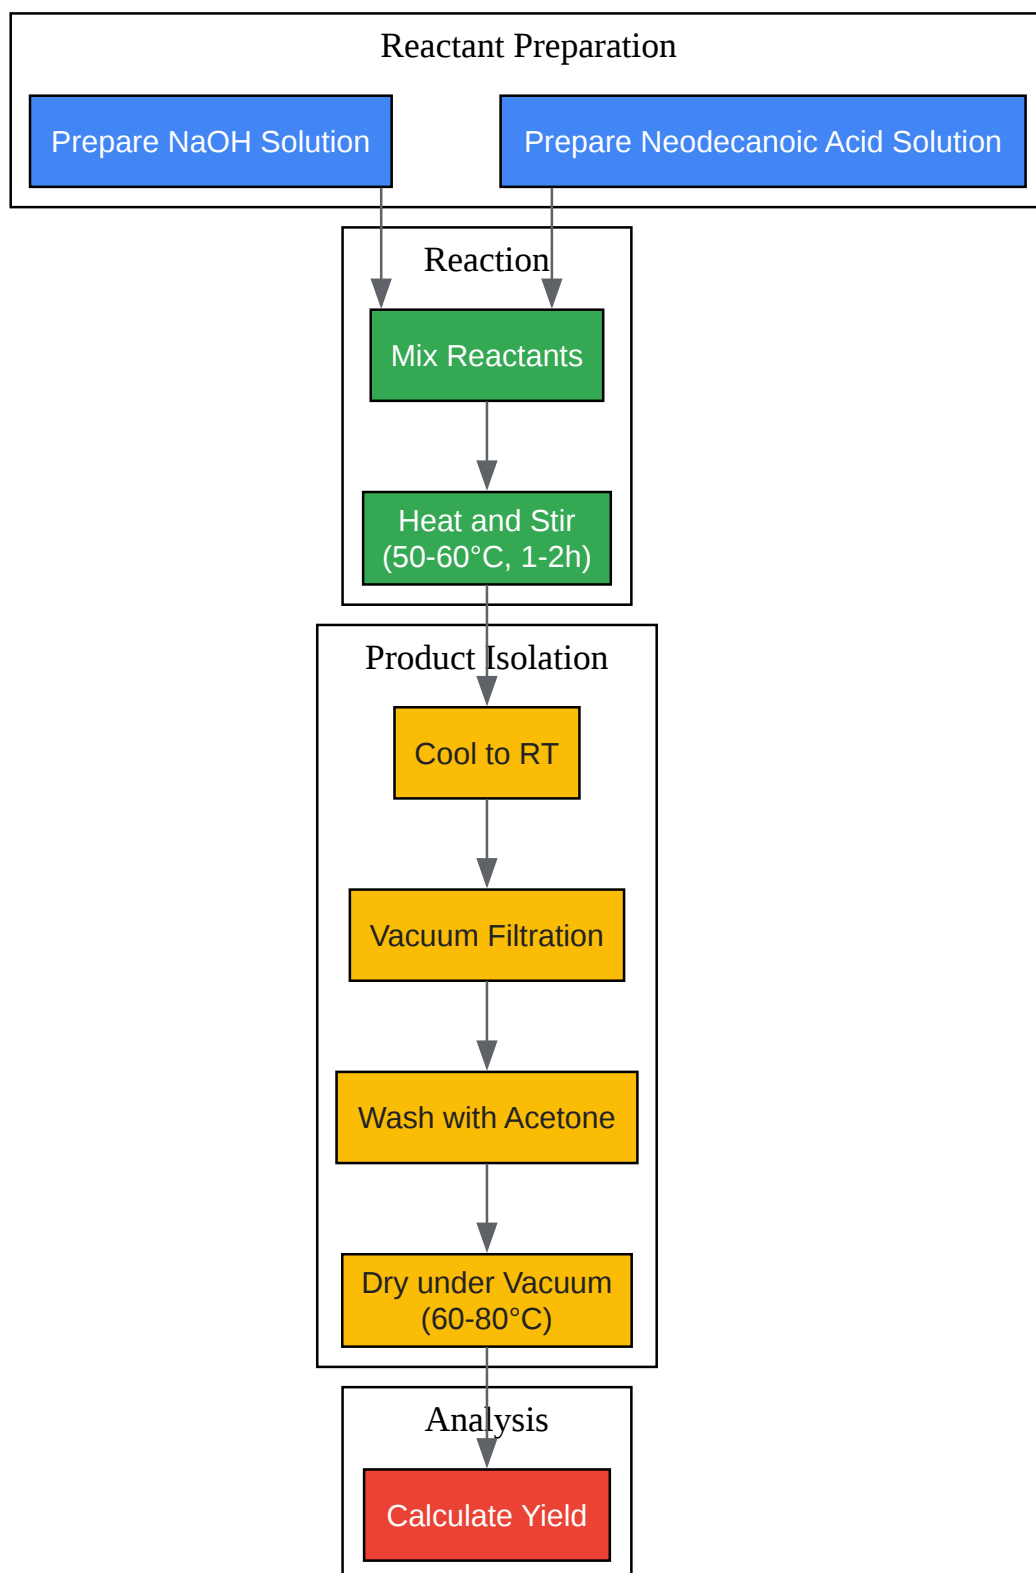 Reactant Preparation
Prepare NaOH Solution
Prepare Neodecanoic Acid Solution
Reaction
Mix Reactants
Heat and Stir
(50-60°C, 1-2h)
Product Isolation
Cool to RT
Vacuum Filtration
Wash with Acetone
Dry under Vacuum
(60-80°C)
Analysis
Calculate Yield